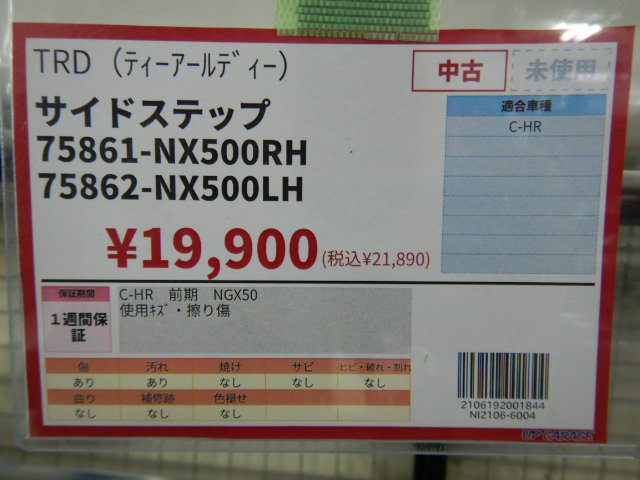 TRD (ティーアールディー)
中古
未使用
サイドステップ
75861-NX500RH
75862-NX500LH
適合車種
C-HR
¥19,900 (税込¥21,890)
保証期間
1週間保証
C-HR 前期 NGX50
使用キズ・擦り傷
傷 汚れ 焼け サビ ヒビ・破れ・割れ
あり あり なし なし なし
曲り 補修跡 色褪せ
なし なし なし
2106192001844
NI2106-6004
UP GARAGE